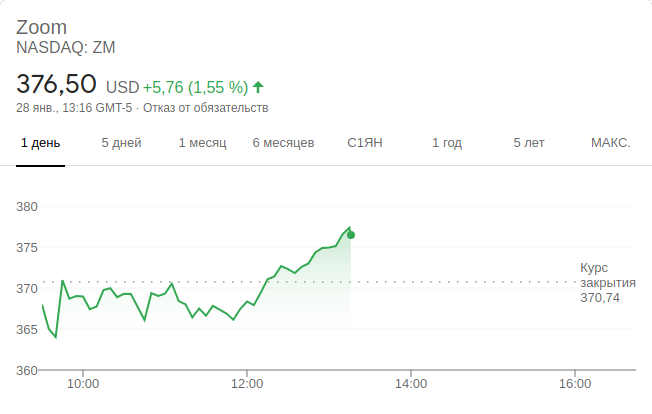 Zoom
NASDAQ: ZM
376,50 USD +5,76 (1,55 %)
28 янв., 13:16 GMT-5 · Отказ от обязательств
1 день 5 дней 1 месяц 6 месяцев С1ЯН 1 год 5 лет МАКС.
380
375
370
365
360
Курс
закрытия
370,74
10:00 12:00 14:00 16:00